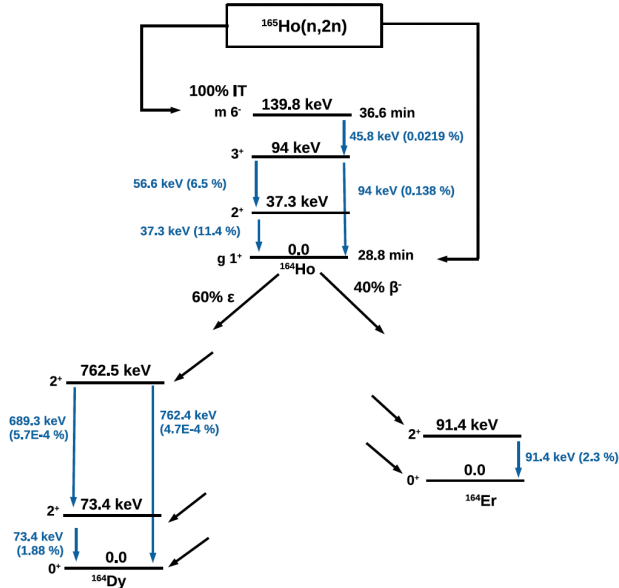 ¹⁶⁵Ho(n,2n)
100% IT
m 6⁻ 139.8 keV 36.6 min
45.8 keV (0.0219 %)
3⁺ 94 keV
56.6 keV (6.5 %)
94 keV (0.138 %)
2⁺ 37.3 keV
37.3 keV (11.4 %)
g 1⁺ 0.0 28.8 min
¹⁶⁴Ho
60% ε
40% β⁻
2⁺ 762.5 keV
689.3 keV
(5.7E-4 %)
762.4 keV
(4.7E-4 %)
2⁺ 73.4 keV
73.4 keV
(1.88 %)
0⁺ 0.0
¹⁶⁴Dy
2⁺ 91.4 keV
91.4 keV (2.3 %)
0⁺ 0.0
¹⁶⁴Er